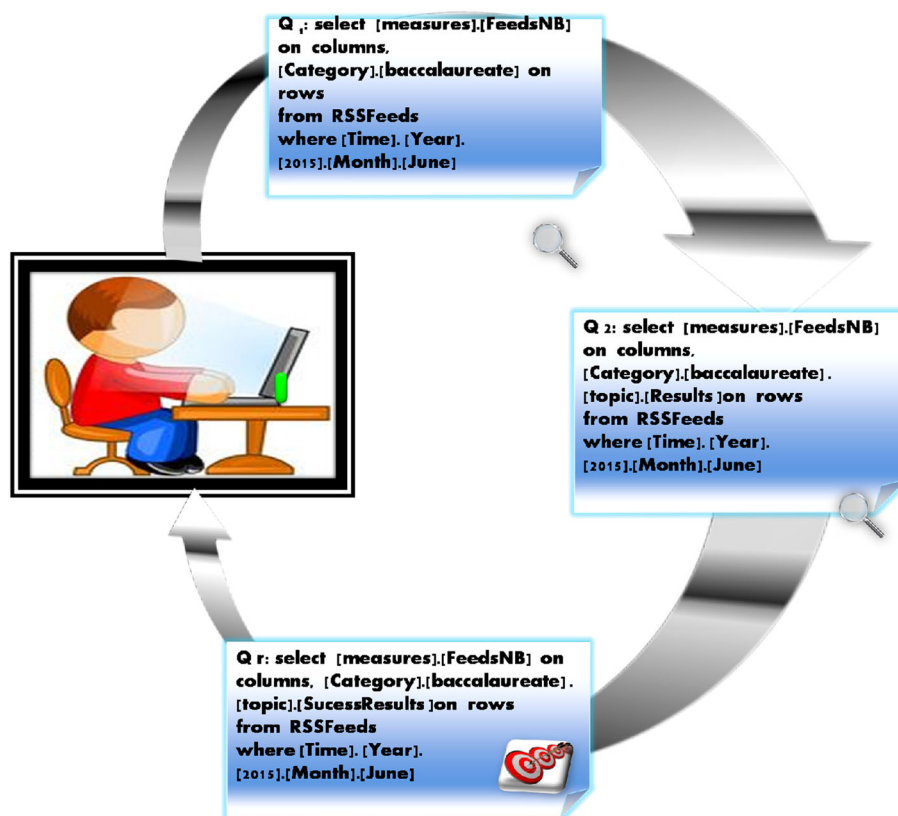 Q 1: select [measures].[FeedsNB]
on columns,
[Category].[baccalaureate] on
rows
from RSSFeeds
where [Time]. [Year].
[2015].[Month].[June]
Q 2: select [measures].[FeedsNB]
on columns,
[Category].[baccalaureate].
[topic].[Results ]on rows
from RSSFeeds
where [Time]. [Year].
[2015].[Month].[June]
Q r: select [measures].[FeedsNB] on
columns, [Category].[baccalaureate].
[topic].[SucessResults ]on rows
from RSSFeeds
where [Time]. [Year].
[2015].[Month].[June]